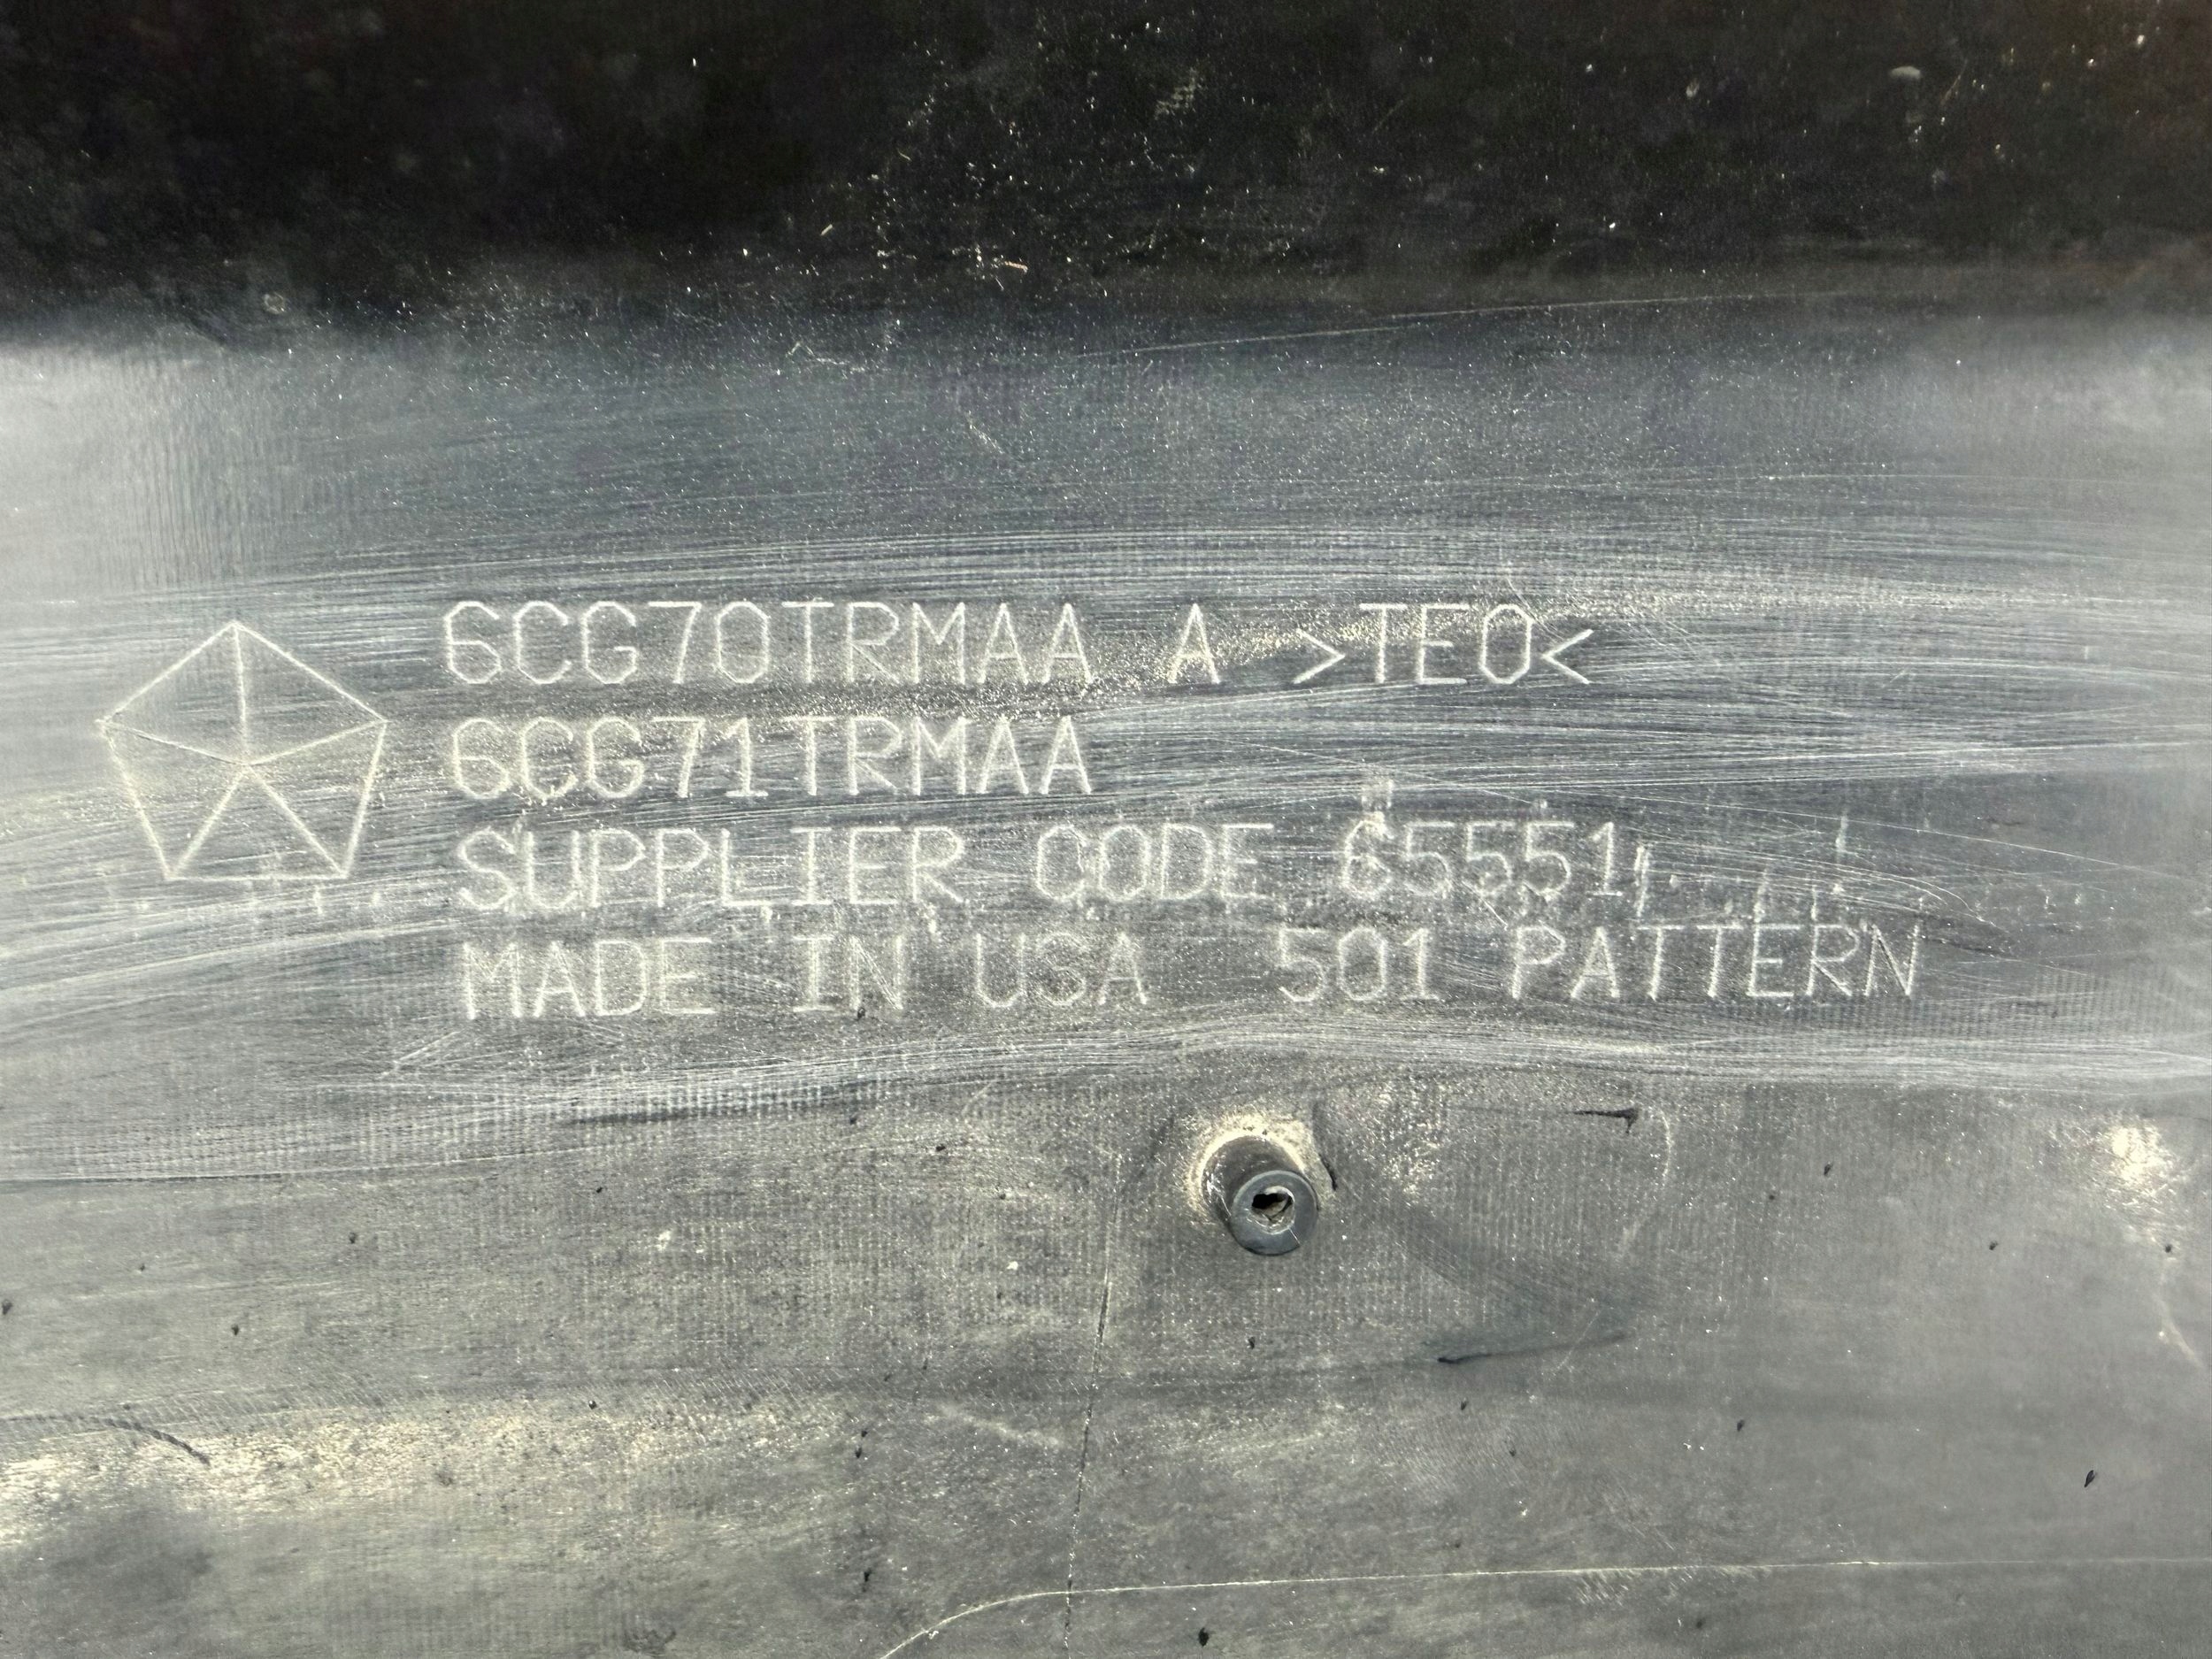 6CG70TRMAA A >TEO<
6CG71TRMAA
SUPPLIER CODE 65551
MADE IN USA 501 PATTERN